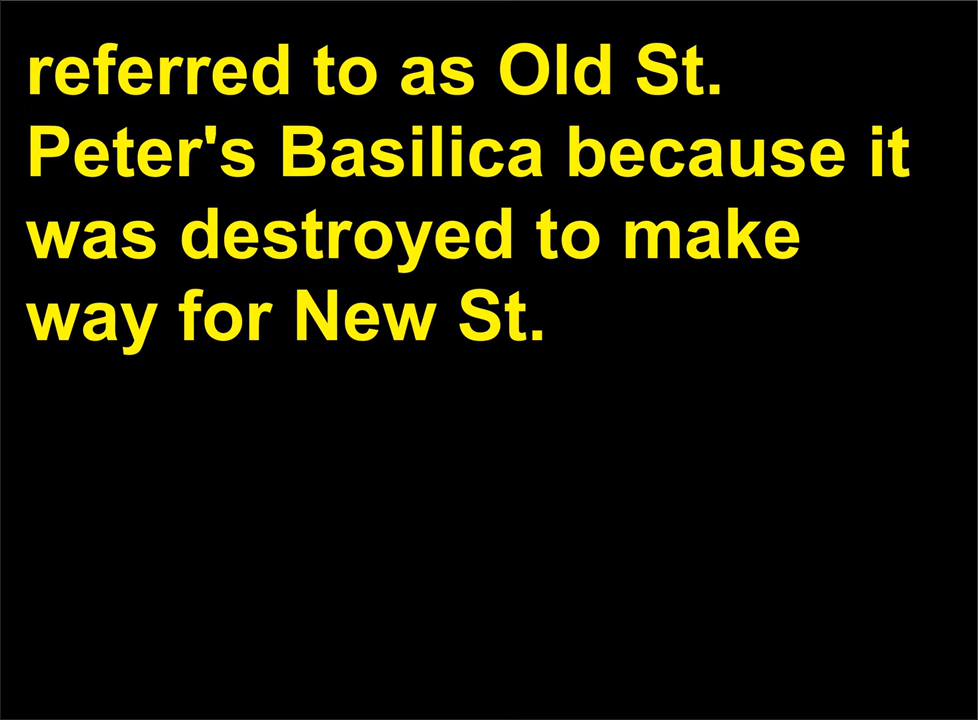 referred to as Old St.
Peter's Basilica because it
was destroyed to make
way for New St.